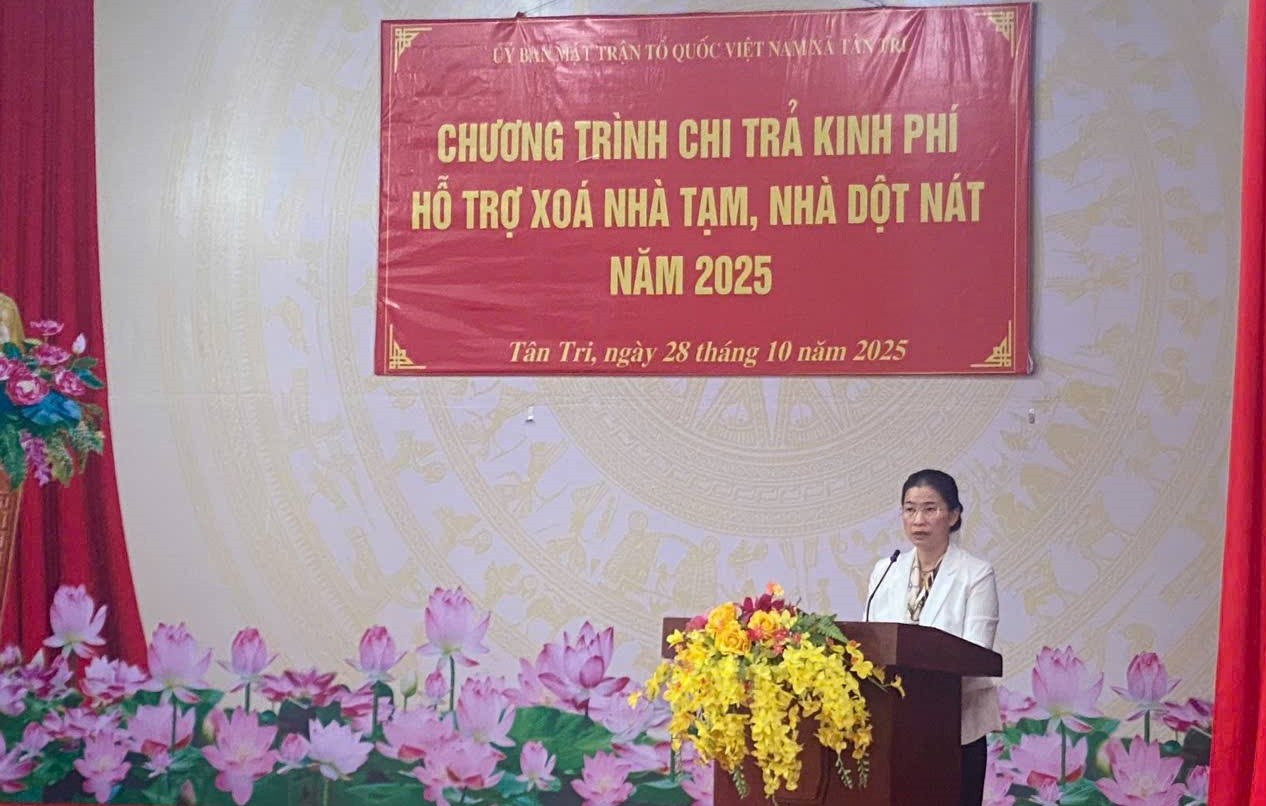 ỦY BAN MẶT TRẬN TỔ QUỐC VIỆT NAM XÃ TÂN TRI
CHƯƠNG TRÌNH CHI TRẢ KINH PHÍ
HỖ TRỢ XOÁ NHÀ TẠM, NHÀ DỘT NÁT
NĂM 2025
Tân Tri, ngày 28 tháng 10 năm 2025